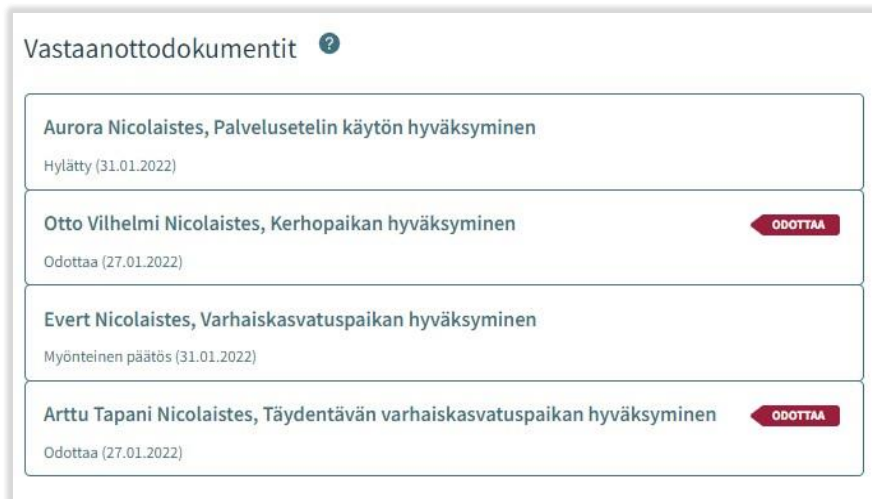 Vastaanottodokumentit ?
Aurora Nicolaistes, Palvelusetelin käytön hyväksyminen
Hylätty (31.01.2022)
Otto Vilhelmi Nicolaistes, Kerhopaikan hyväksyminen
ODOTTAA
Odottaa (27.01.2022)
Evert Nicolaistes, Varhaiskasvatuspaikan hyväksyminen
Myönteinen päätös (31.01.2022)
Arttu Tapani Nicolaistes, Täydentävän varhaiskasvatuspaikan hyväksyminen
ODOTTAA
Odottaa (27.01.2022)